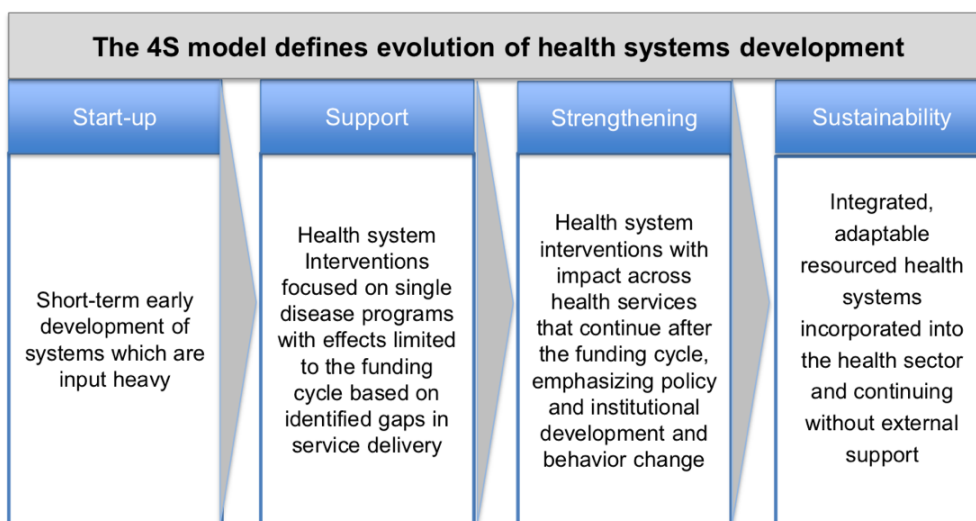 The 4S model defines evolution of health systems development
Start-up
Short-term early
development of
systems which are
input heavy
Support
Health system
Interventions
focused on single
disease programs
with effects limited
to the funding
cycle based on
identified gaps in
service delivery
Strengthening
Health system
interventions with
impact across
health services
that continue after
the funding cycle,
emphasizing policy
and institutional
development and
behavior change
Sustainability
Integrated,
adaptable
resourced health
systems
incorporated into
the health sector
and continuing
without external
support